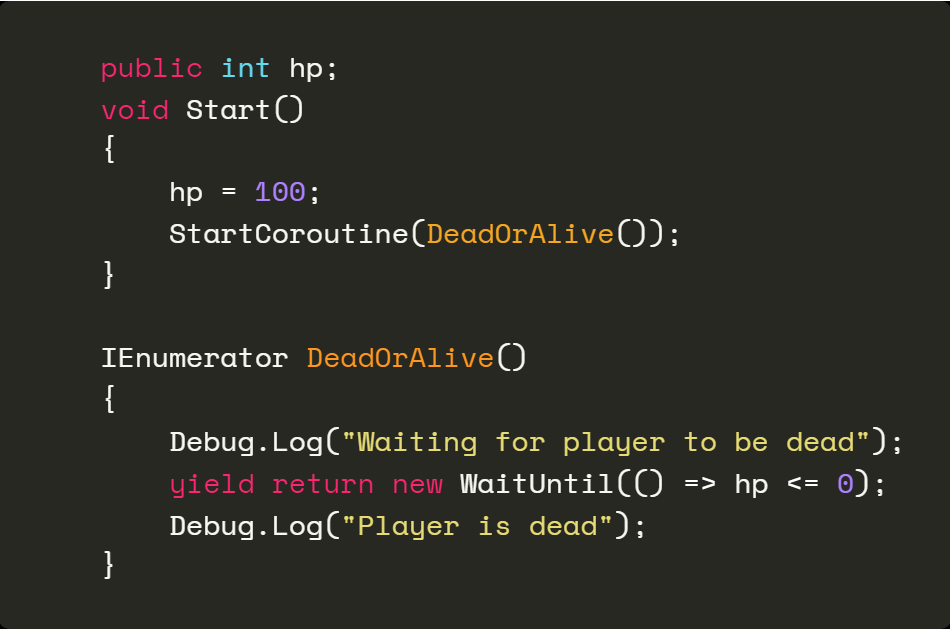 public int hp;
void Start()
{
    hp = 100;
    StartCoroutine(DeadOrAlive());
}

IEnumerator DeadOrAlive()
{
    Debug.Log("Waiting for player to be dead");
    yield return new WaitUntil(() => hp <= 0);
    Debug.Log("Player is dead");
}